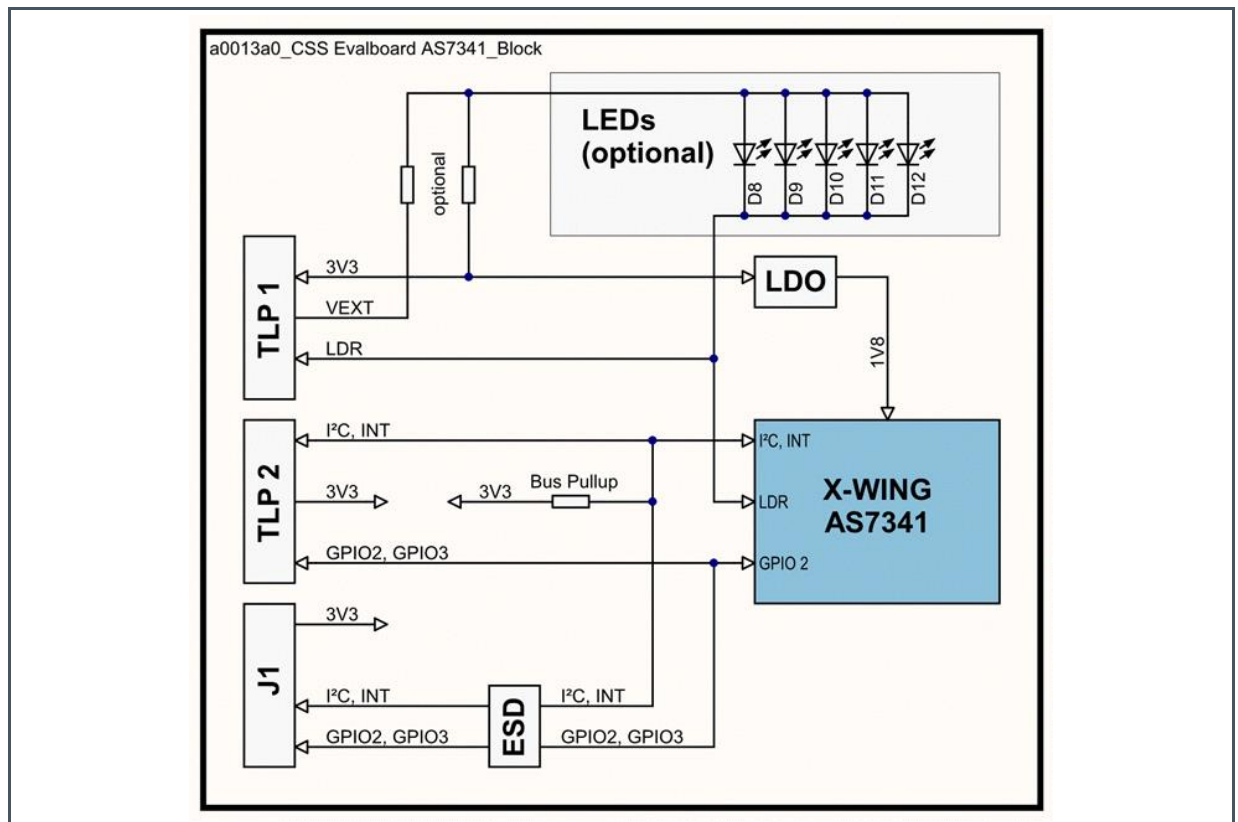 a0013a0_CSS Evalboard AS7341_Block
LEDs
(optional)
D8
D9
D10
D11
D12
optional
TLP 1
3V3
VEXT
LDR
LDO
1V8
TLP 2
I²C, INT
3V3
GPIO2, GPIO3
3V3
Bus Pullup
I²C, INT
LDR
GPIO 2
X-WING
AS7341
J1
3V3
I²C, INT
GPIO2, GPIO3
ESD
I²C, INT
GPIO2, GPIO3